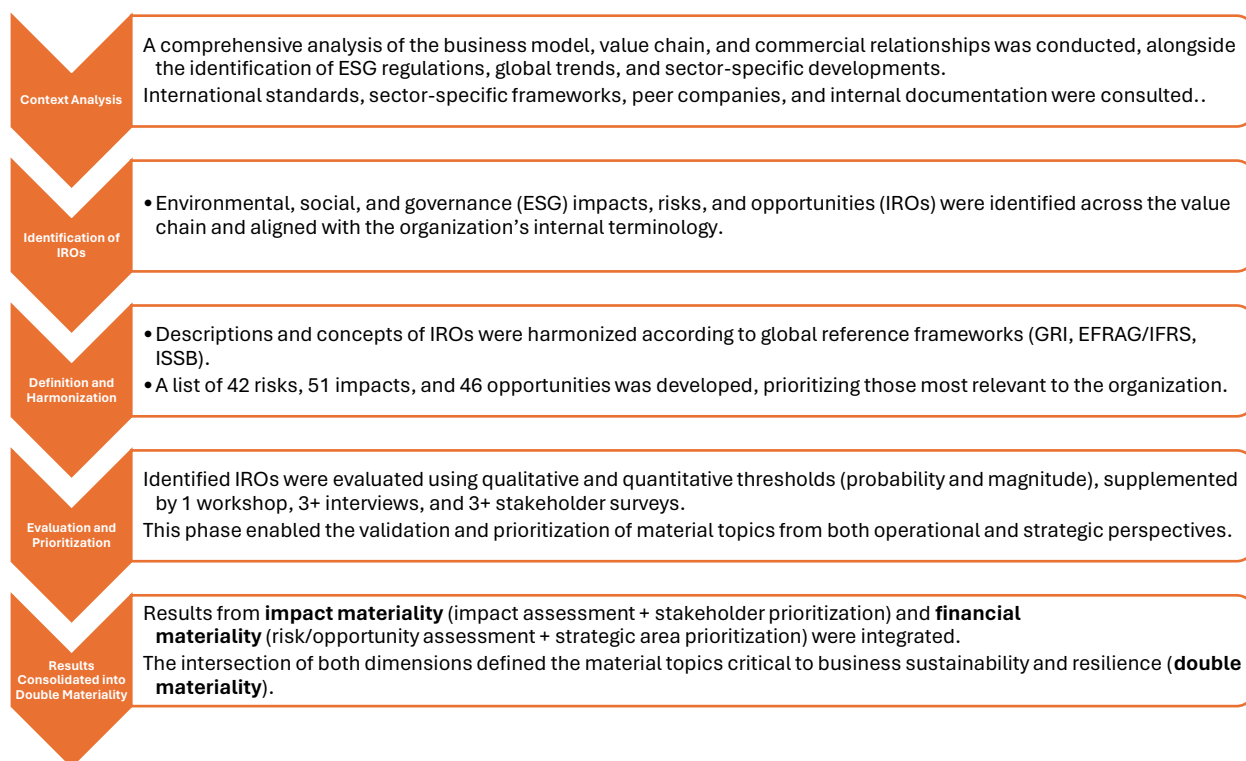 Context Analysis
A comprehensive analysis of the business model, value chain, and commercial relationships was conducted, alongside
the identification of ESG regulations, global trends, and sector-specific developments.
International standards, sector-specific frameworks, peer companies, and internal documentation were consulted..
Identification of
IROs
• Environmental, social, and governance (ESG) impacts, risks, and opportunities (IROs) were identified across the value
chain and aligned with the organization's internal terminology.
Definition and
Harmonization
• Descriptions and concepts of IROs were harmonized according to global reference frameworks (GRI, EFRAG/IFRS,
ISSB).
• A list of 42 risks, 51 impacts, and 46 opportunities was developed, prioritizing those most relevant to the organization.
Evaluation and
Prioritization
Identified IROs were evaluated using qualitative and quantitative thresholds (probability and magnitude), supplemented
by 1 workshop, 3+ interviews, and 3+ stakeholder surveys.
This phase enabled the validation and prioritization of material topics from both operational and strategic perspectives.
Results
Consolidated into
Double Materiality
Results from impact materiality (impact assessment + stakeholder prioritization) and financial
materiality (risk/opportunity assessment + strategic area prioritization) were integrated.
The intersection of both dimensions defined the material topics critical to business sustainability and resilience (double
materiality).